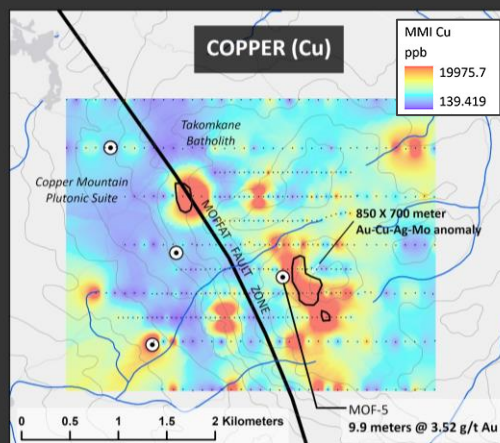 COPPER (Cu)
MMI Cu
ppb
19975.7
139.419
Takomkane
Batholith
Copper Mountain
Plutonic Suite
MOFFAT FAULT ZONE
850 X 700 meter
Au-Cu-Ag-Mo anomaly
MOF-5
9.9 meters @ 3.52 g/t Au
0 0.5 1 1.5 2 Kilometers